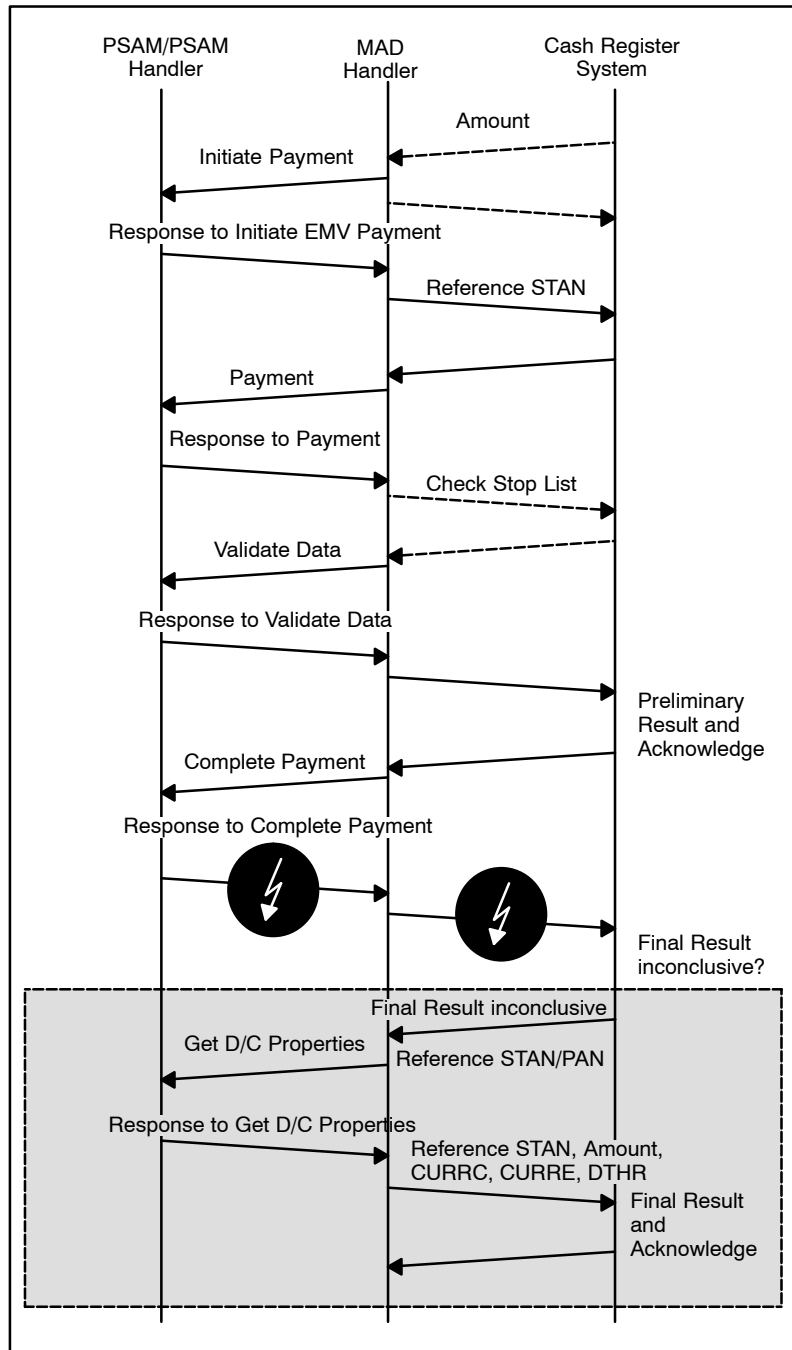 PSAM/PSAM
Handler
MAD
Handler
Cash Register
System
Amount
Initiate Payment
Response to Initiate EMV Payment
Reference STAN
Payment
Response to Payment
Check Stop List
Validate Data
Response to Validate Data
Preliminary
Result and
Acknowledge
Complete Payment
Response to Complete Payment
Final Result
inconclusive?
Final Result inconclusive
Get D/C Properties
Reference STAN/PAN
Response to Get D/C Properties
Reference STAN, Amount,
CURRC, CURRE, DTHR
Final Result
and
Acknowledge